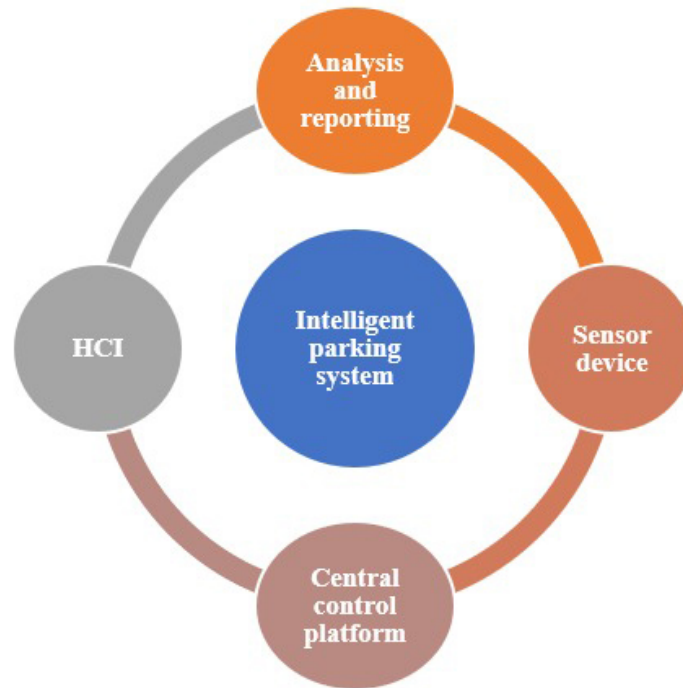 Analysis
and
reporting
HCI
Intelligent
parking
system
Sensor
device
Central
control
platform